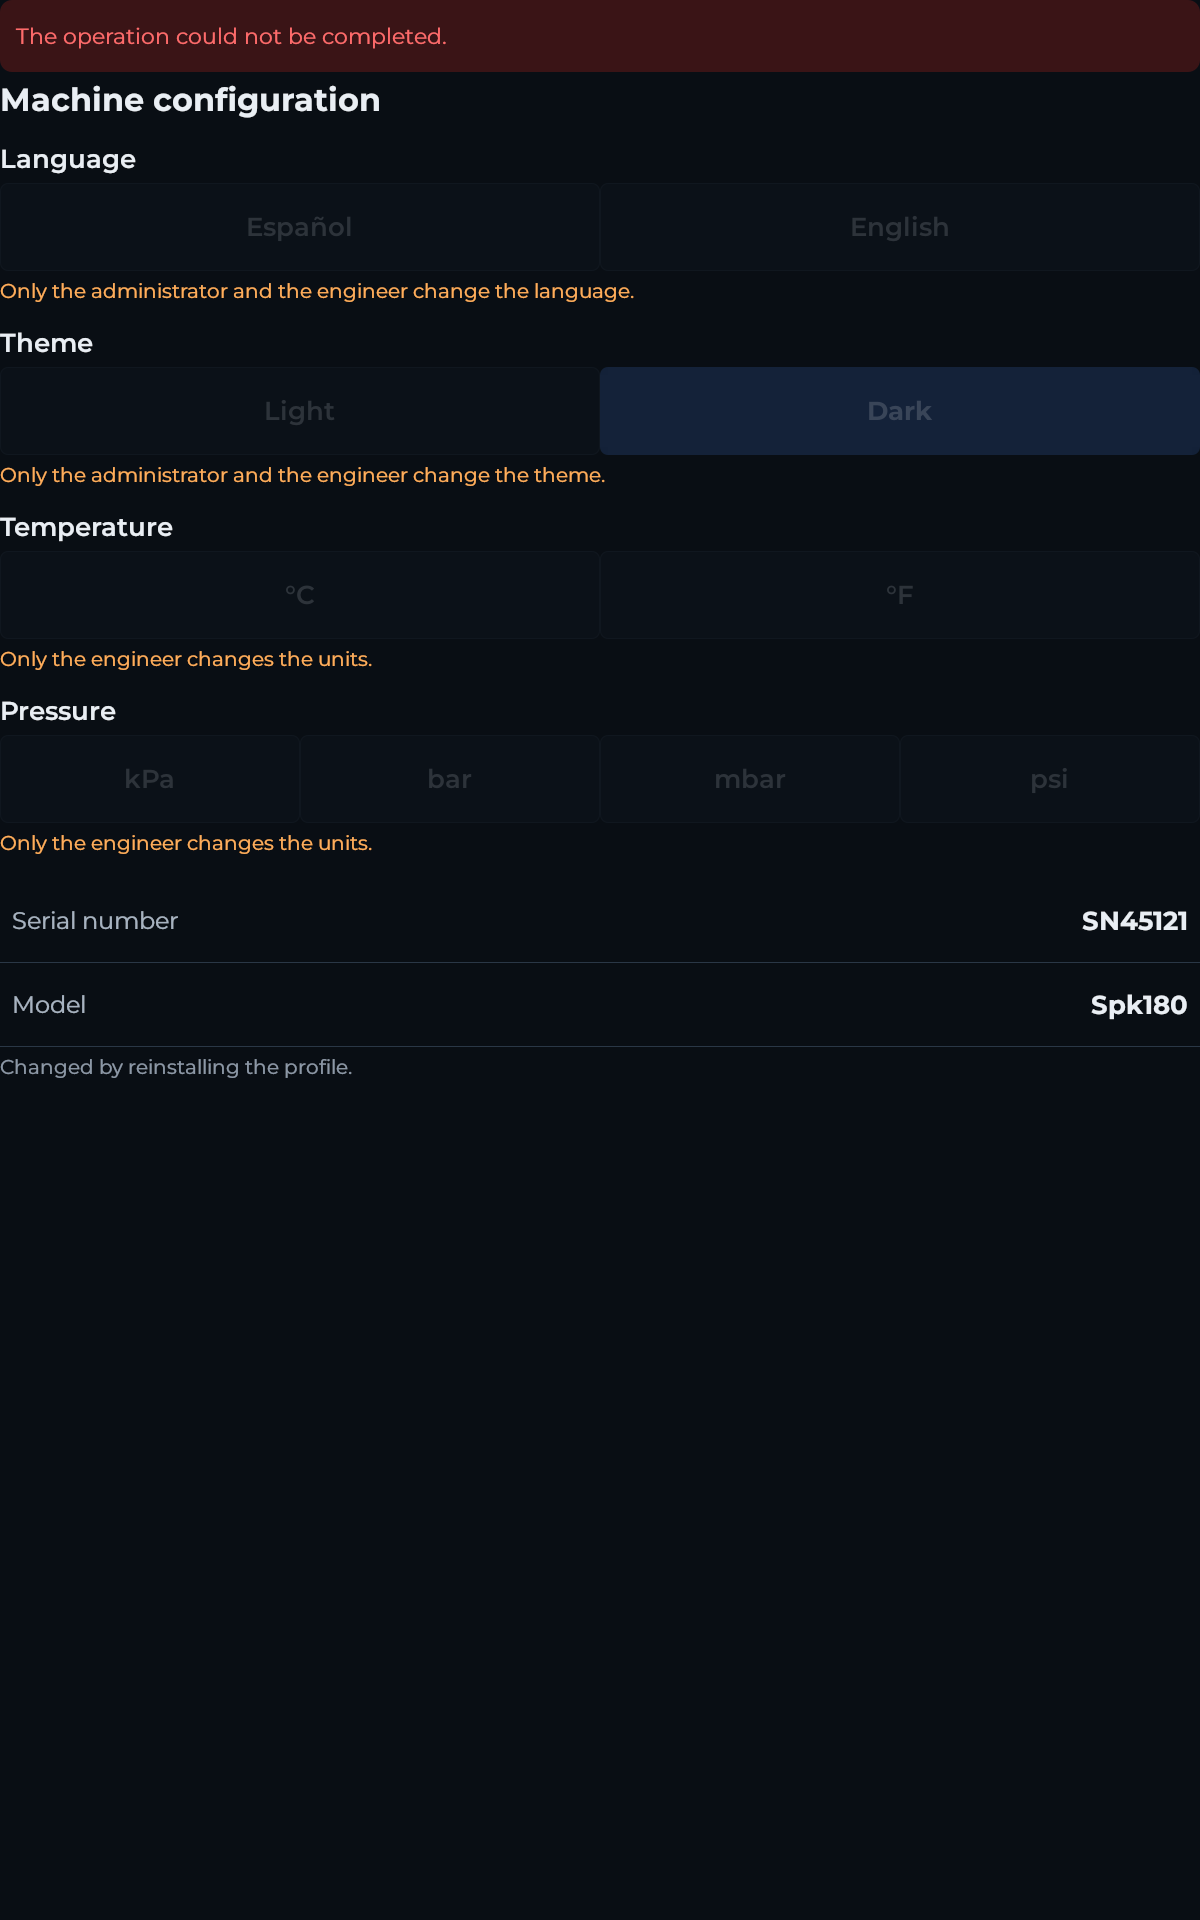 The operation could not be completed.
Machine configuration
Language
Español English
Only the administrator and the engineer change the language.
Theme
Light Dark
Only the administrator and the engineer change the theme.
Temperature
°C °F
Only the engineer changes the units.
Pressure
kPa bar mbar psi
Only the engineer changes the units.
Serial number SN45121
Model Spk180
Changed by reinstalling the profile.